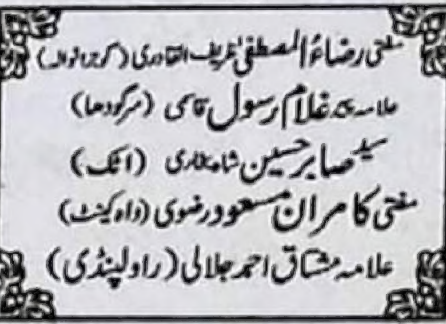 مفتی رضاءُ المصطفیٰ ظریف القادری (گوجرانوالہ)
علامہ پیر غلام رسول قاسمی (سرگودھا)
سید صابر حسین شاہ بخاری (اٹک)
مفتی کامران مسعود رضوی (واہ کینٹ)
علامہ مشتاق احمد جلالی (راولپنڈی)